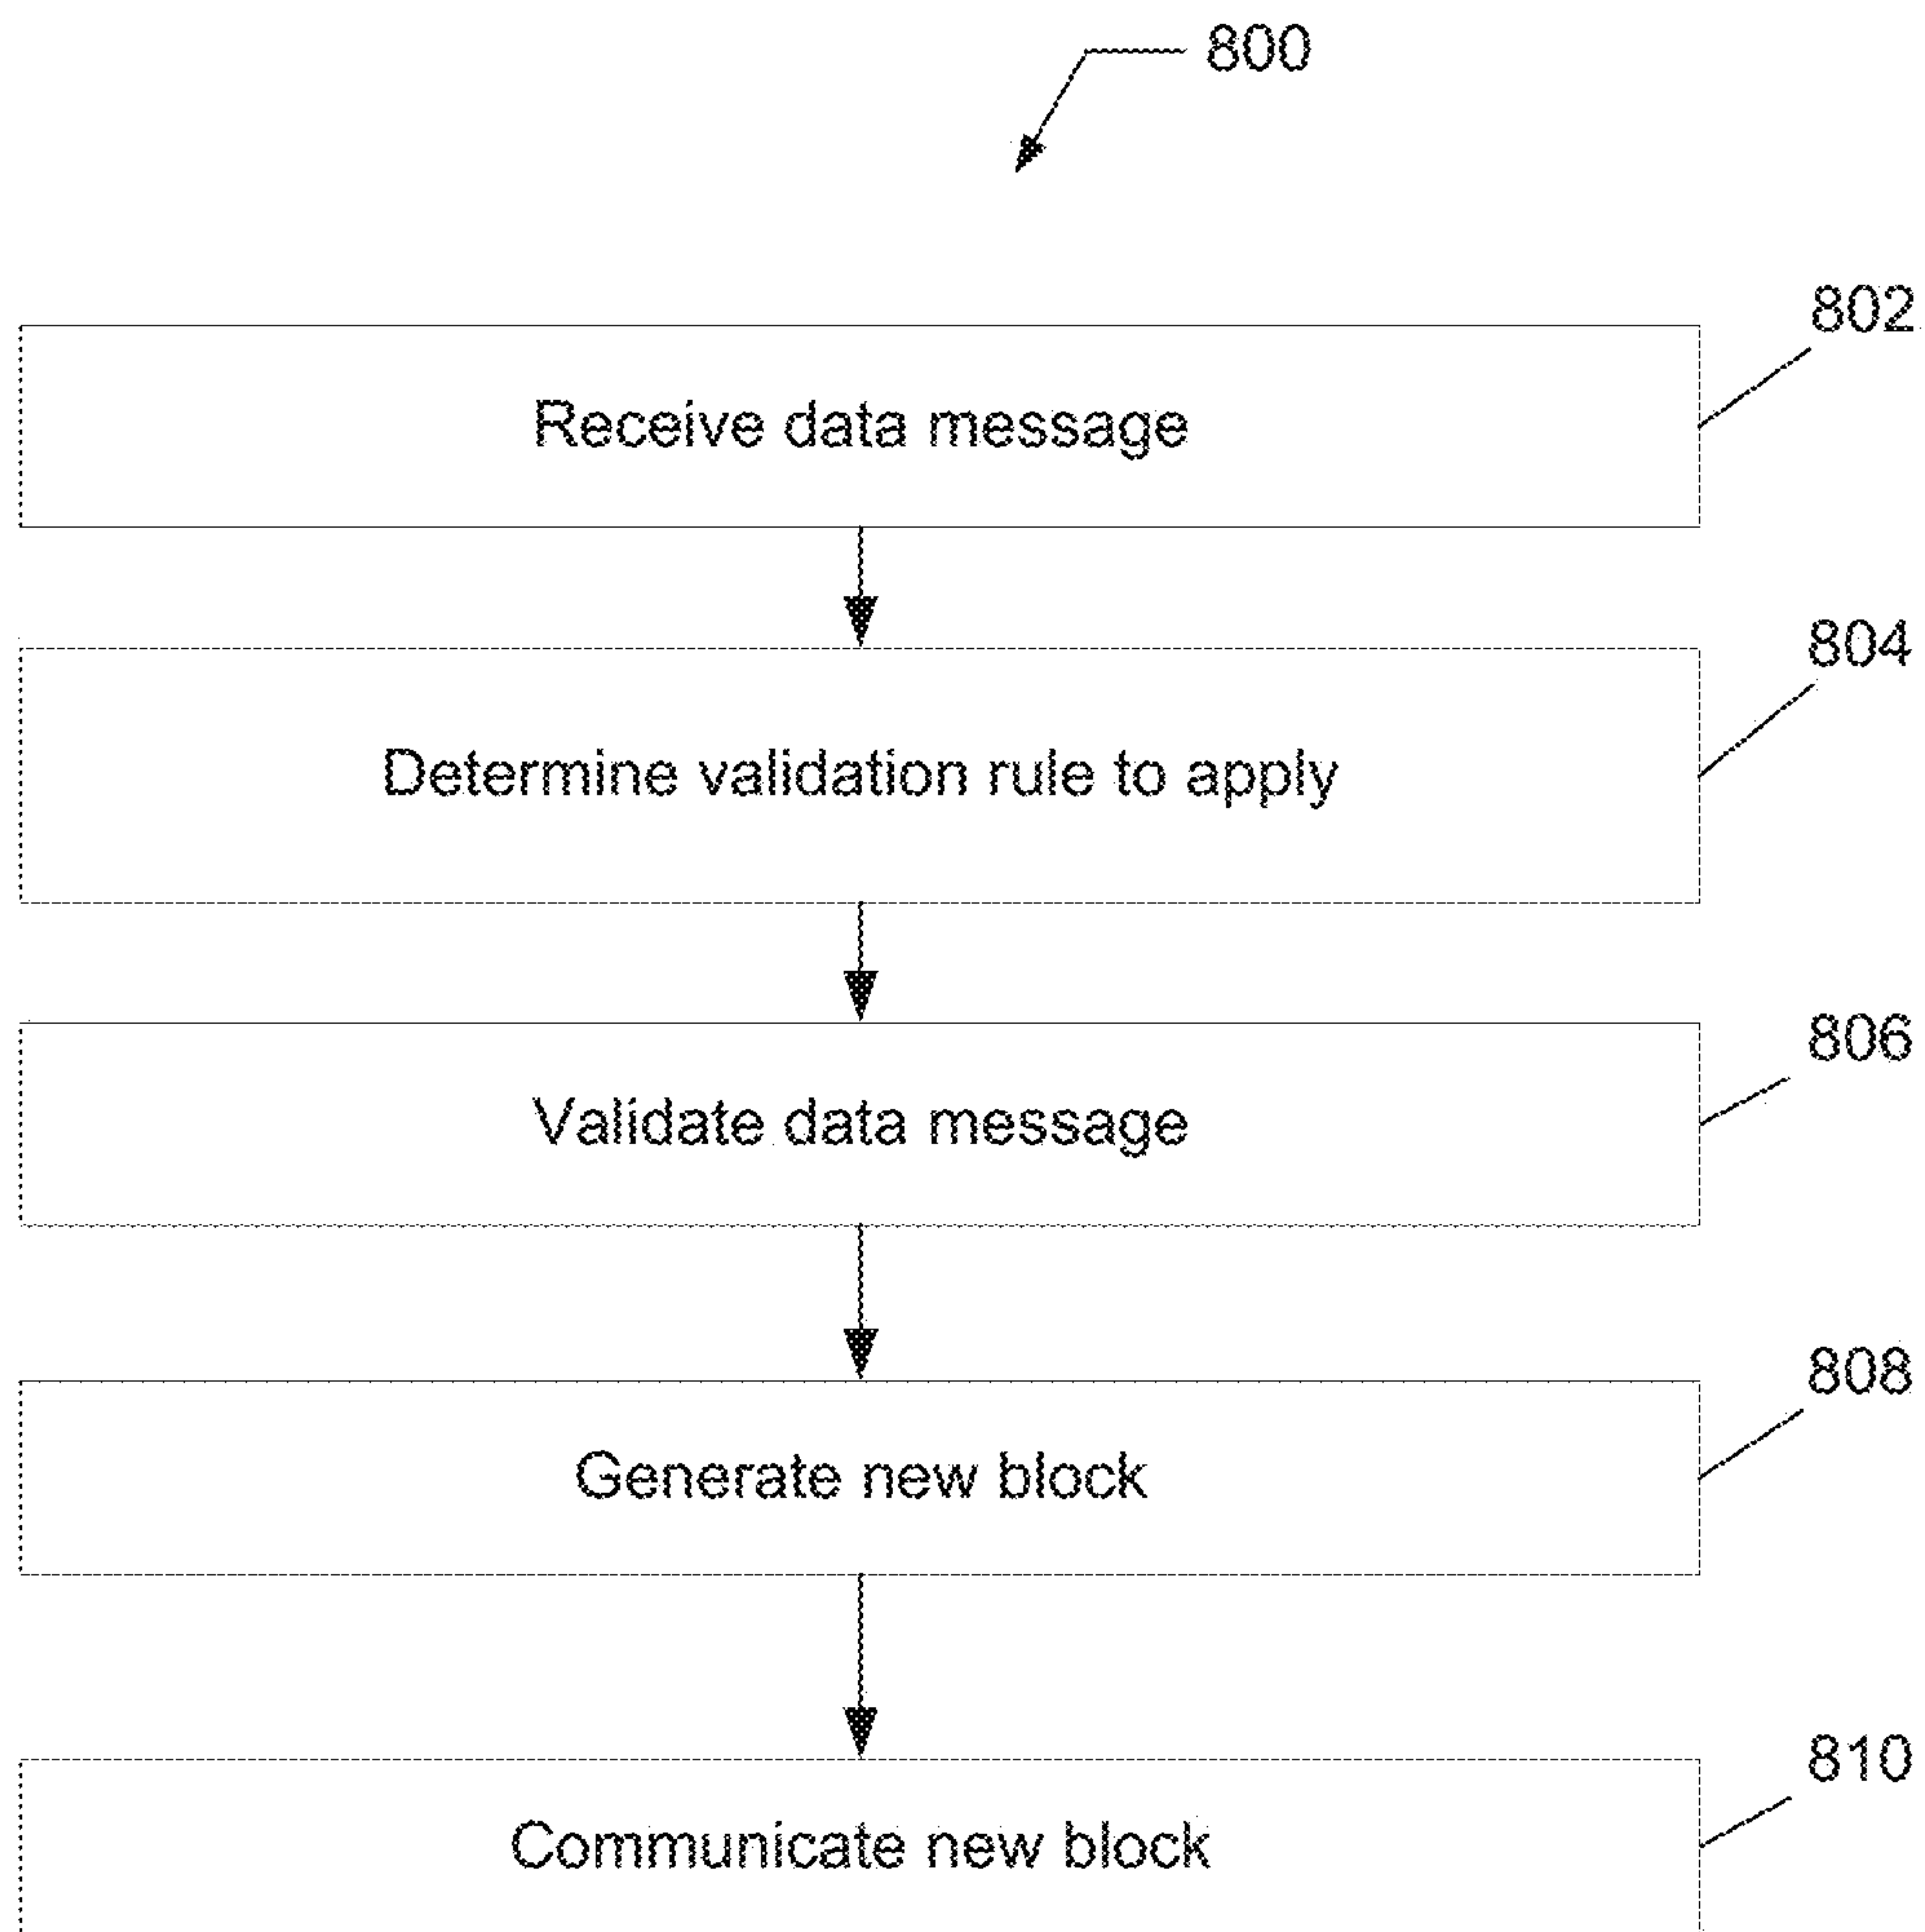 800
802
Receive data message
804
Determine validation rule to apply
806
Validate data message
808
Generate new block
810
Communicate new block